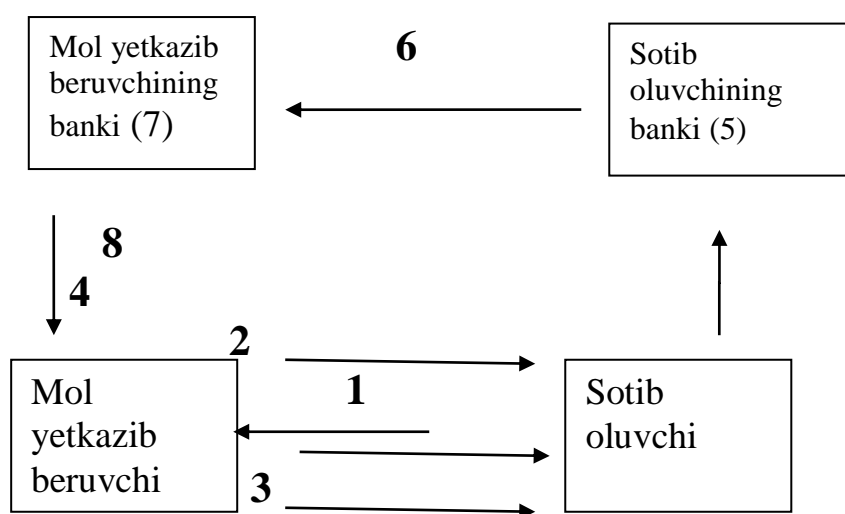 Mol yetkazib
beruvchining
banki (7)
6
Sotib
oluvchining
banki (5)
8
4
2
1
3
Mol
yetkazib
beruvchi
Sotib
oluvchi